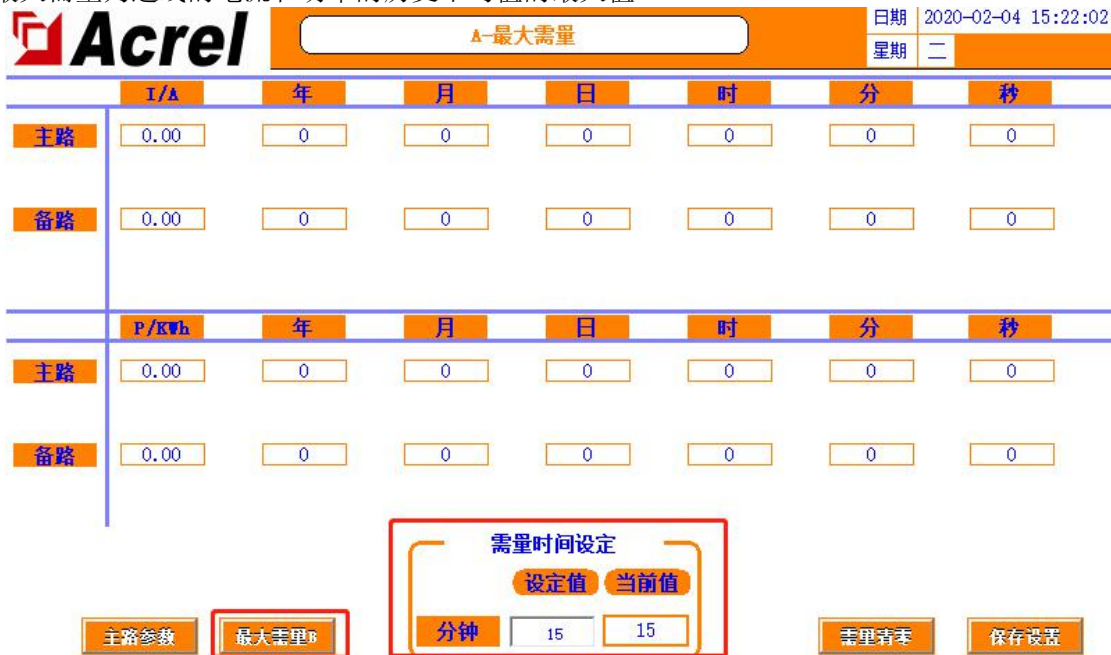 Acrel
A-最大需量
日期 2020-02-04 15:22:02
星期 二
I/A 年 月 日 时 分 秒
主路 0.00 0 0 0 0 0 0
备路 0.00 0 0 0 0 0 0
P/KWh 年 月 日 时 分 秒
主路 0.00 0 0 0 0 0 0
备路 0.00 0 0 0 0 0 0
需量时间设定
设定值 当前值
分钟 15 15
主路参数 最大需量B 需量清零 保存设置